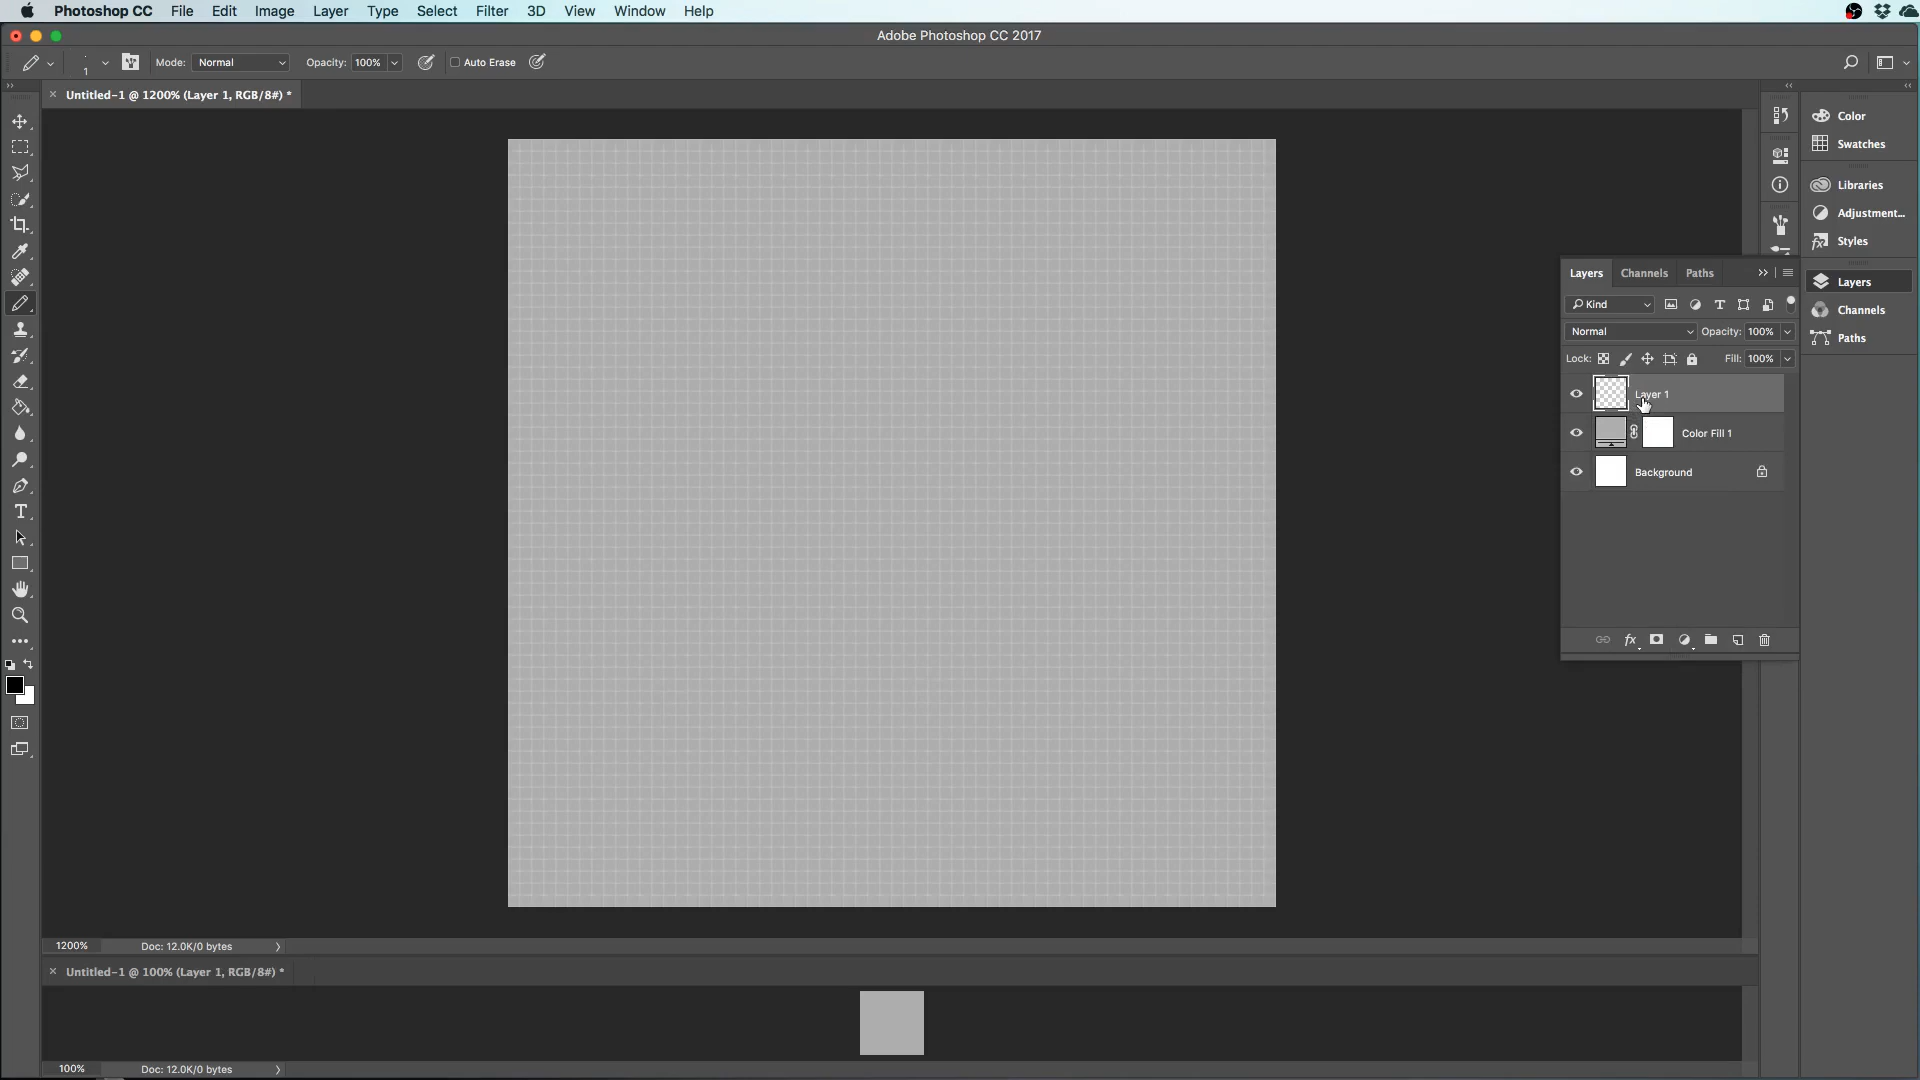 Photoshop CC File Edit Image Layer Type Select Filter 3D View Window Help
Adobe Photoshop CC 2017
1 Mode: Normal Opacity: 100% Auto Erase
Untitled-1 @ 1200% (Layer 1, RGB/8#) *
Color
Swatches
Libraries
Adjustment...
Styles
Layers
Channels
Paths
Layers Channels Paths
Kind
Normal Opacity: 100%
Lock: Fill: 100%
Layer 1
Color Fill 1
Background
fx
1200% Doc: 12.0K/0 bytes
Untitled-1 @ 100% (Layer 1, RGB/8#) *
100% Doc: 12.0K/0 bytes